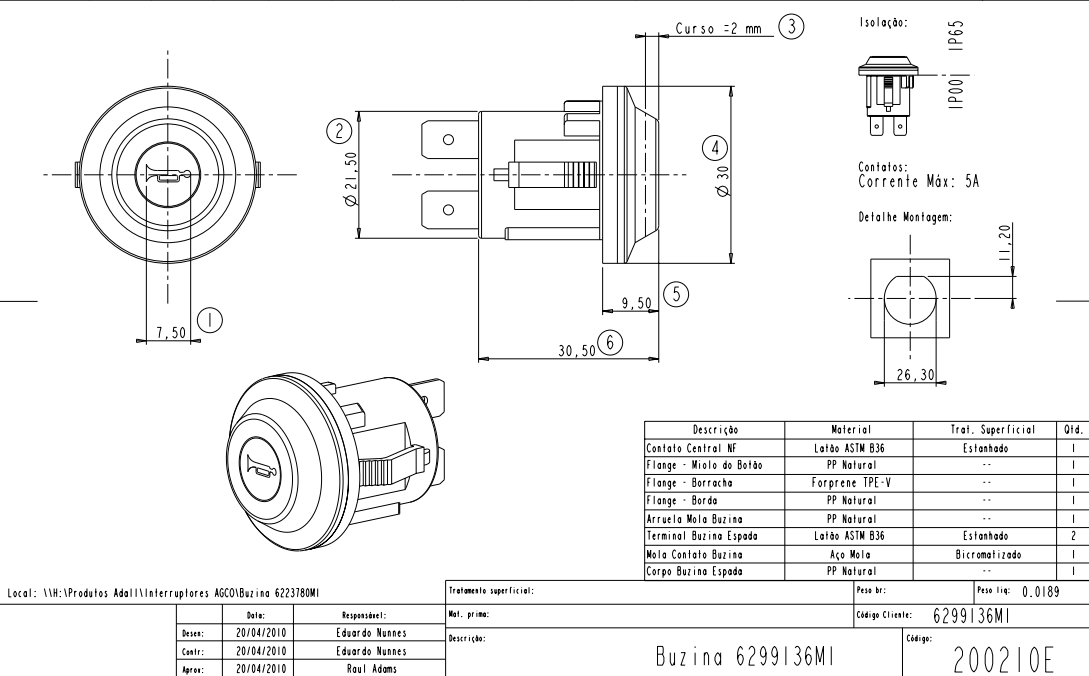 Curso =2 mm 3
Isolação:
IP65
IP00
2
Ø 21,50
4
Ø 30
Contatos:
Corrente Máx: 5A
Detalhe Montagem:
11,20
26,30
1
7,50
9,50 5
30,50 6
Descrição Material Trat. Superficial Qtd.
Contato Central NF Latão ASTM B36 Estanhado 1
Flange - Miolo do Botão PP Natural -- 1
Flange - Borracha Forprene TPE-V -- 1
Flange - Borda PP Natural -- 1
Arruela Mola Buzina PP Natural -- 1
Terminal Buzina Espada Latão ASTM B36 Estanhado 2
Mola Contato Buzina Aço Mola Bicromatizado 1
Corpo Buzina Espada PP Natural -- 1
Local: \\H:\Produtos Adall\Interruptores AGCO\Buzina 6223780M1
Tratamento superficial: Peso br: Peso liq: 0.0189
Data: Responsável: Mat. prima: Código Cliente: 6299136M1
Desen: 20/04/2010 Eduardo Nunnes
Contr: 20/04/2010 Eduardo Nunnes
Aprov: 20/04/2010 Raul Adams
Descrição: Buzina 6299136M1
Código: 200210E